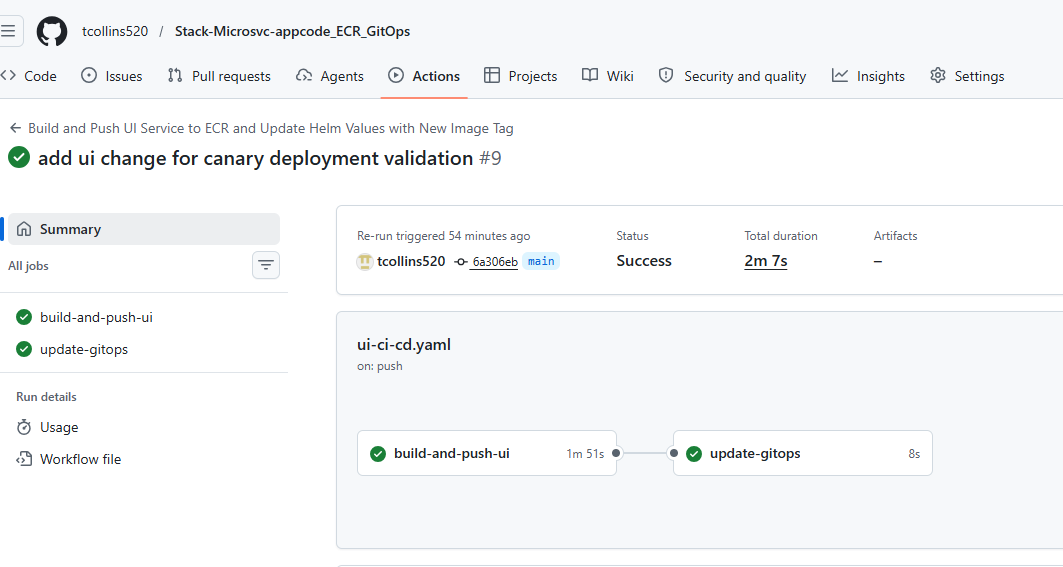 tcollins520 / Stack-Microsvc-appcode_ECR_GitOps
Code Issues Pull requests Agents Actions Projects Wiki Security and quality Insights Settings
Build and Push UI Service to ECR and Update Helm Values with New Image Tag
add ui change for canary deployment validation #9
Summary
All jobs
build-and-push-ui
update-gitops
Run details
Usage
Workflow file
Re-run triggered 54 minutes ago
tcollins520 6a306eb main
Status
Success
Total duration
2m 7s
Artifacts
–
ui-ci-cd.yaml
on: push
build-and-push-ui 1m 51s
update-gitops 8s